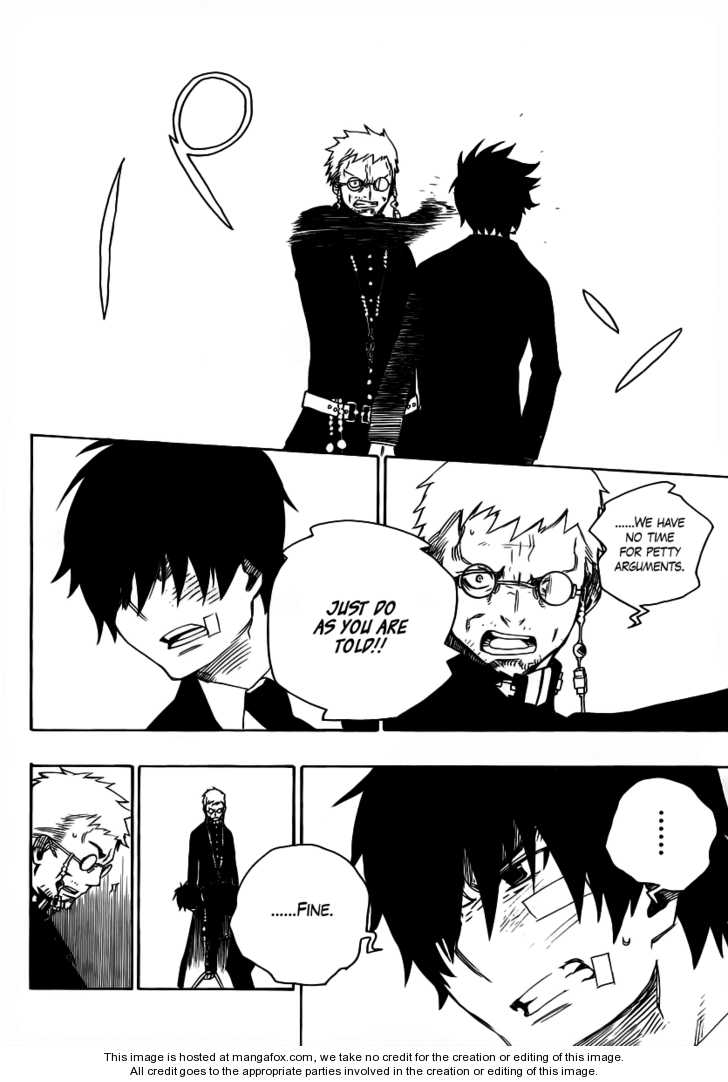 ......WE HAVE
NO TIME
FOR PETTY
ARGUMENTS.
JUST DO
AS YOU ARE
TOLD!!
......
......FINE.
This image is hosted at mangafox.com, we take no credit for the creation or editing of this image.
All credit goes to the appropriate parties involved in the creation or editing of this image.